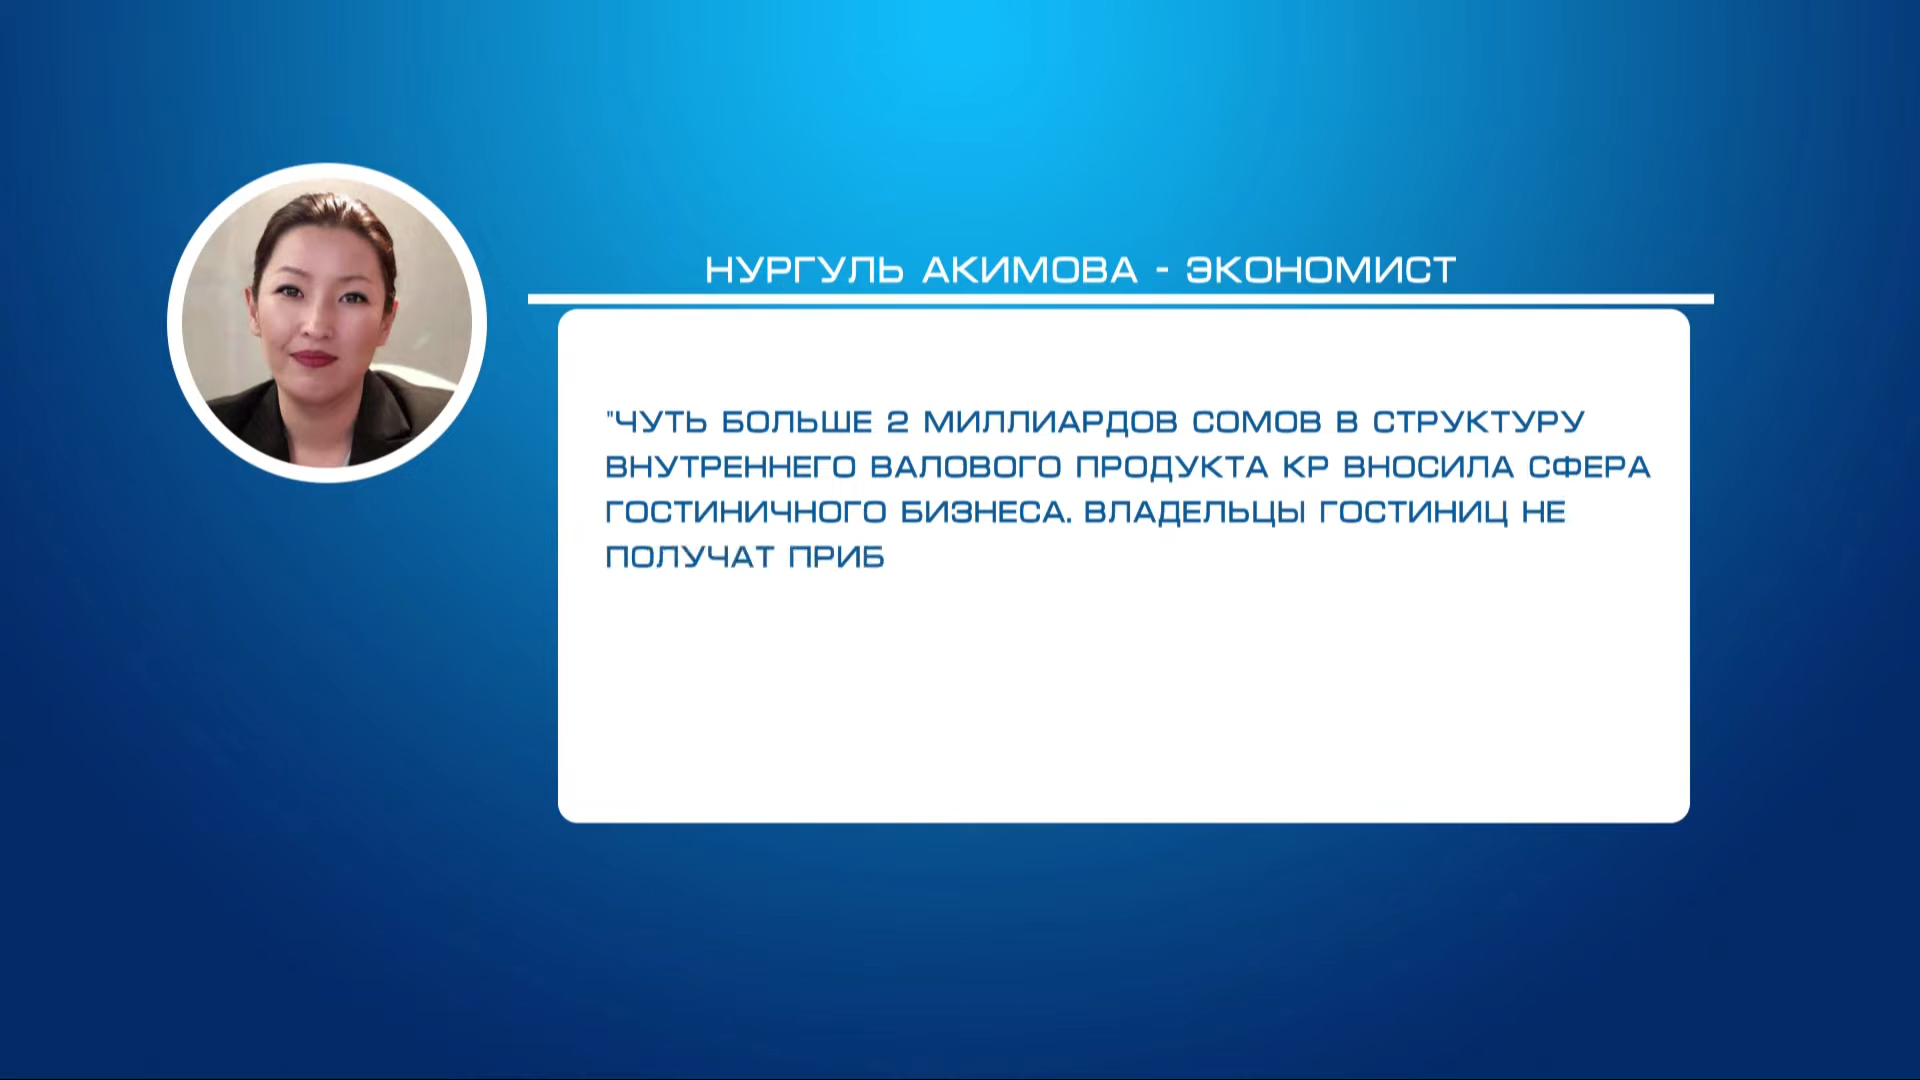 НУРГУЛЬ АКИМОВА - ЭКОНОМИСТ
"ЧУТЬ БОЛЬШЕ 2 МИЛЛИАРДОВ СОМОВ В СТРУКТУРУ
ВНУТРЕННЕГО ВАЛОВОГО ПРОДУКТА КР ВНОСИЛА СФЕРА
ГОСТИНИЧНОГО БИЗНЕСА. ВЛАДЕЛЬЦЫ ГОСТИНИЦ НЕ
ПОЛУЧАТ ПРИБ